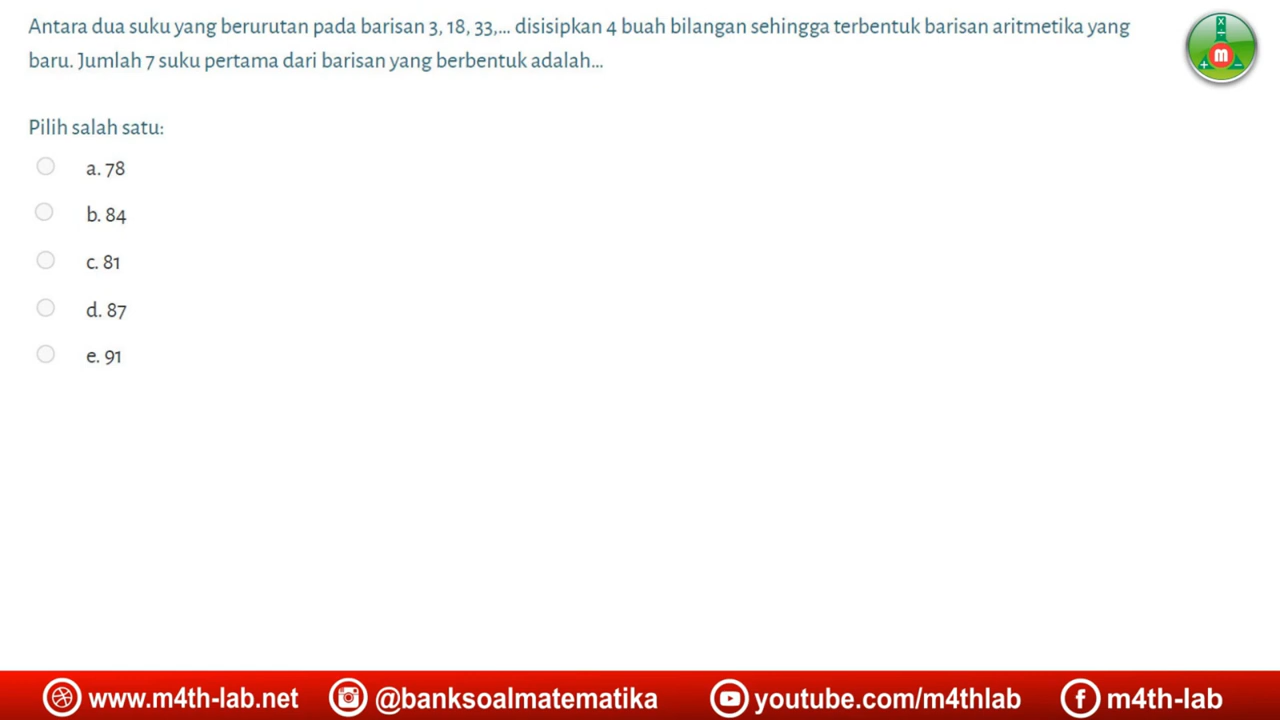 Antara dua suku yang berurutan pada barisan 3, 18, 33,... disisipkan 4 buah bilangan sehingga terbentuk barisan aritmetika yang
baru. Jumlah 7 suku pertama dari barisan yang berbentuk adalah...
Pilih salah satu:
a. 78
b. 84
c. 81
d. 87
e. 91
x
÷
+ m −
www.m4th-lab.net @banksoalmatematika youtube.com/m4thlab f m4th-lab